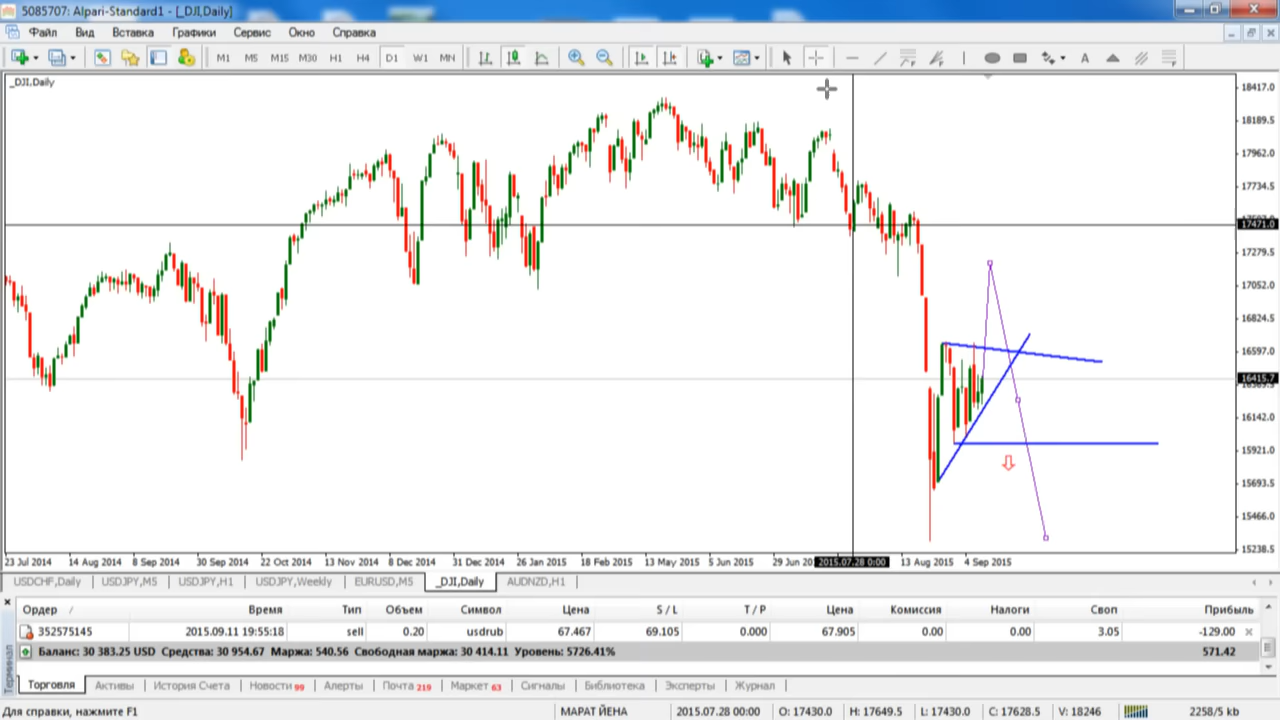 5085707: Alpari-Standard1 - [_DJI,Daily]
Файл Вид Вставка Графики Сервис Окно Справка
M1 M5 M15 M30 H1 H4 D1 W1 MN
A
_DJI,Daily
18417.0
18189.5
17962.0
17734.5
17471.0
17279.5
17052.0
16824.5
16597.0
16415.7
16142.0
15921.0
15693.5
15466.0
15238.5
23 Jul 2014 14 Aug 2014 8 Sep 2014 30 Sep 2014 22 Oct 2014 13 Nov 2014 8 Dec 2014 31 Dec 2014 26 Jan 2015 18 Feb 2015 13 May 2015 5 Jun 2015 29 Jun 2015.07.28 0:00 13 Aug 2015 4 Sep 2015
USDCHF,Daily USDJPY,M5 USDJPY,H1 USDJPY,Weekly EURUSD,M5 _DJI,Daily AUDNZD,H1
Ордер / Время Тип Объем Символ Цена S / L T / P Цена Комиссия Налоги Своп Прибыль
352575145 2015.09.11 19:55:18 sell 0.20 usdrub 67.467 69.105 0.000 67.905 0.00 0.00 3.05 -129.00
Баланс: 30 383.25 USD Средства: 30 954.67 Маржа: 540.56 Свободная маржа: 30 414.11 Уровень: 5726.41% 571.42
Терминал
Торговля Активы История Счета Новости 99 Алерты Почта 219 Маркет 63 Сигналы Библиотека Эксперты Журнал
Для справки, нажмите F1 МАРАТ ЙЕНА 2015.07.28 00:00 O: 17430.0 H: 17649.5 L: 17430.0 C: 17628.5 V: 18246 2258/5 kb